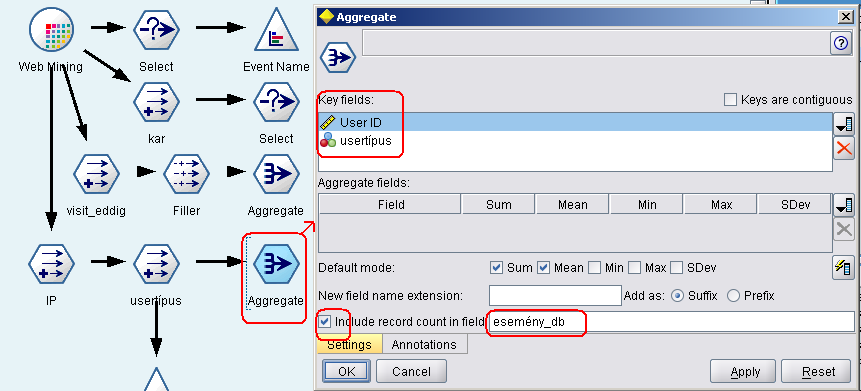 Web Mining
Select
Event Name
kar
Select
visit_eddig
Filler
Aggregate
IP
usertípus
Aggregate
Aggregate
Key fields:
Keys are contiguous
User ID
usertípus
Aggregate fields:
Field Sum Mean Min Max SDev
Default mode: Sum Mean Min Max SDev
New field name extension: Add as: Suffix Prefix
Include record count in field esemény_db
Settings Annotations
OK Cancel Apply Reset